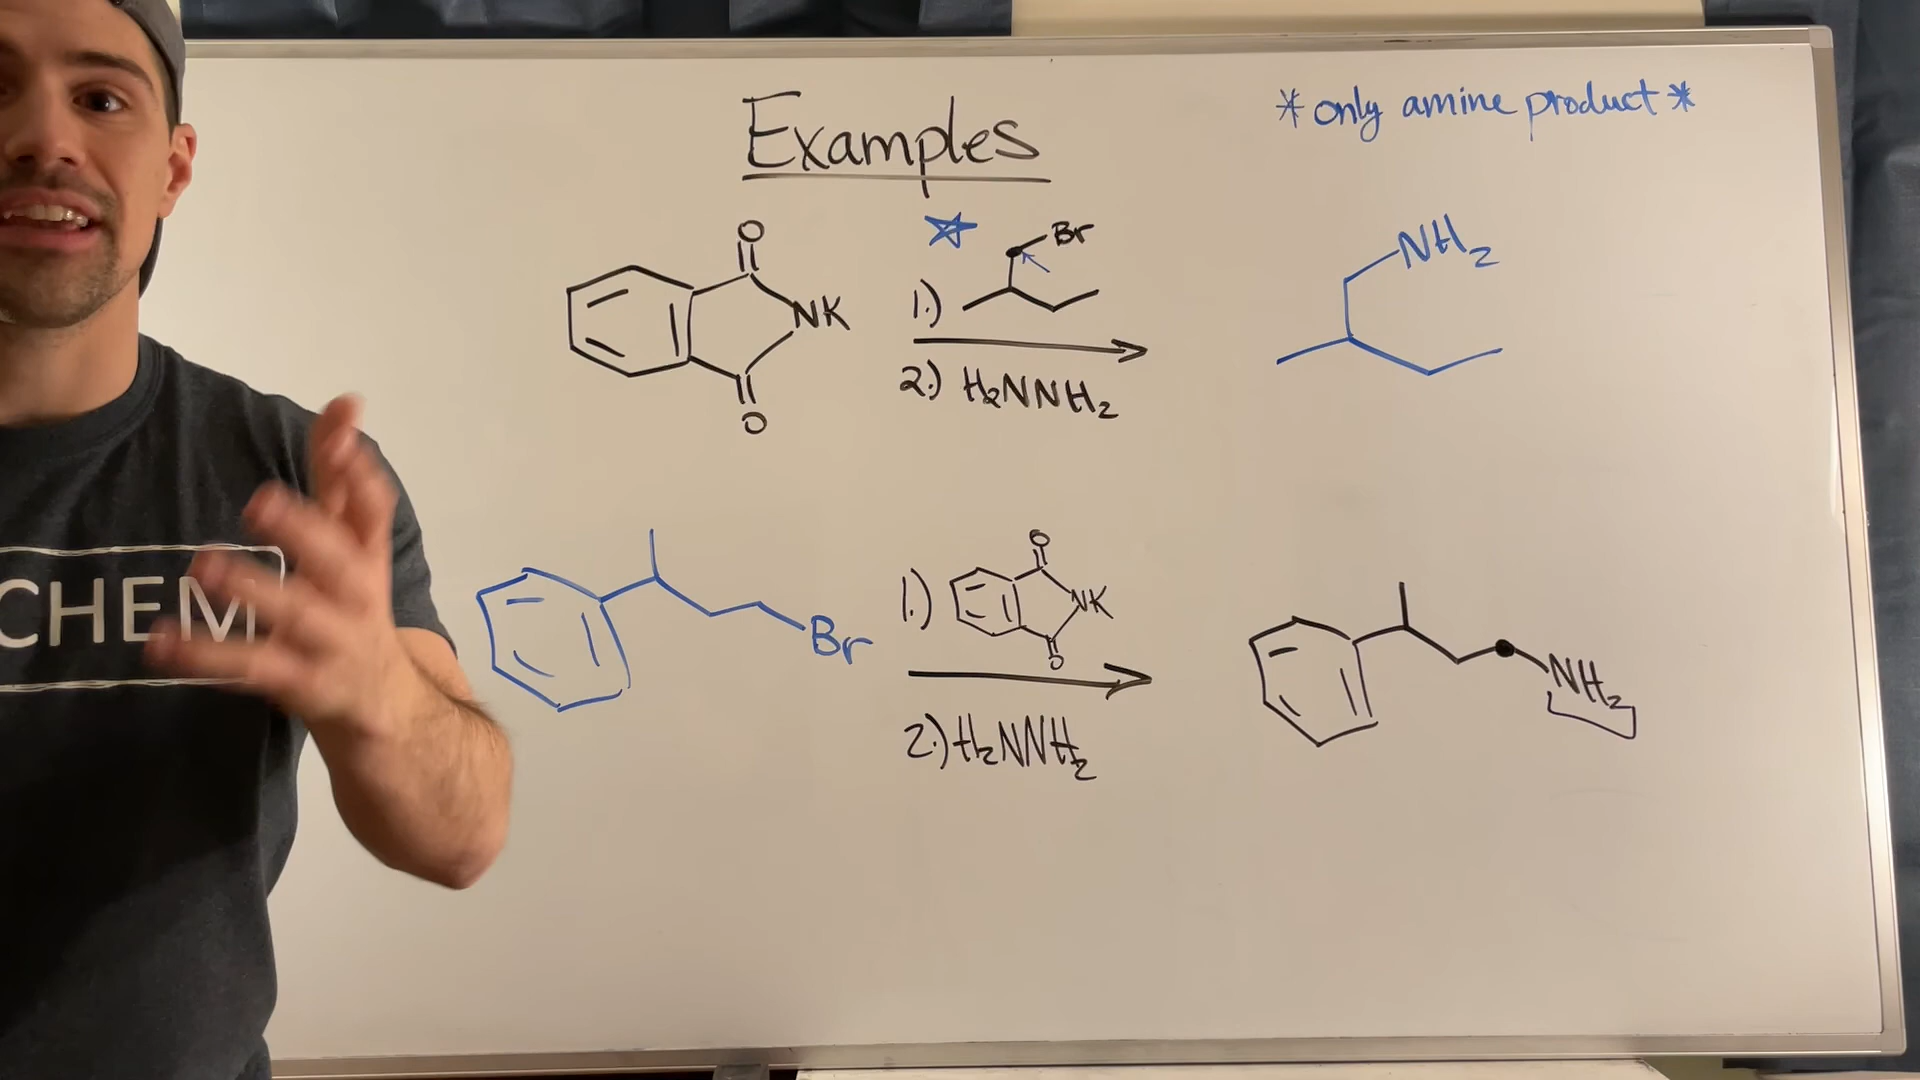 Examples
*only amine product*
O
NK
O
Br
1.)
2.) H₂NNH₂
NH₂
CHEM
Br
1.)
O
NK
O
2.) H₂NNH₂
NH₂